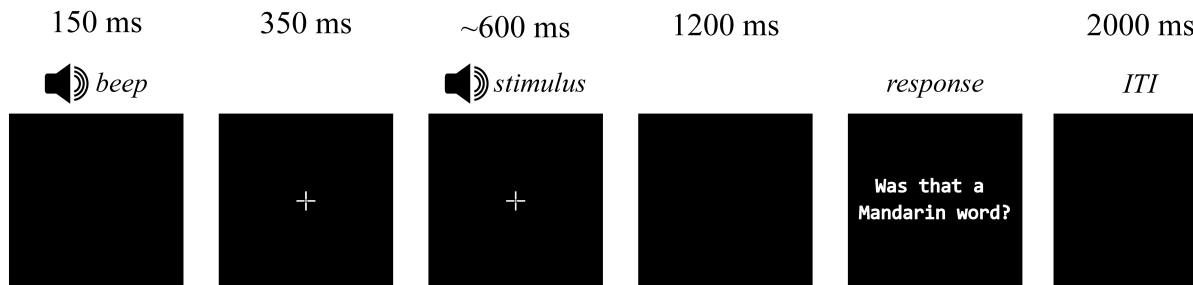 150 ms 350 ms ~600 ms 1200 ms 2000 ms
beep stimulus response ITI
Was that a
Mandarin word?